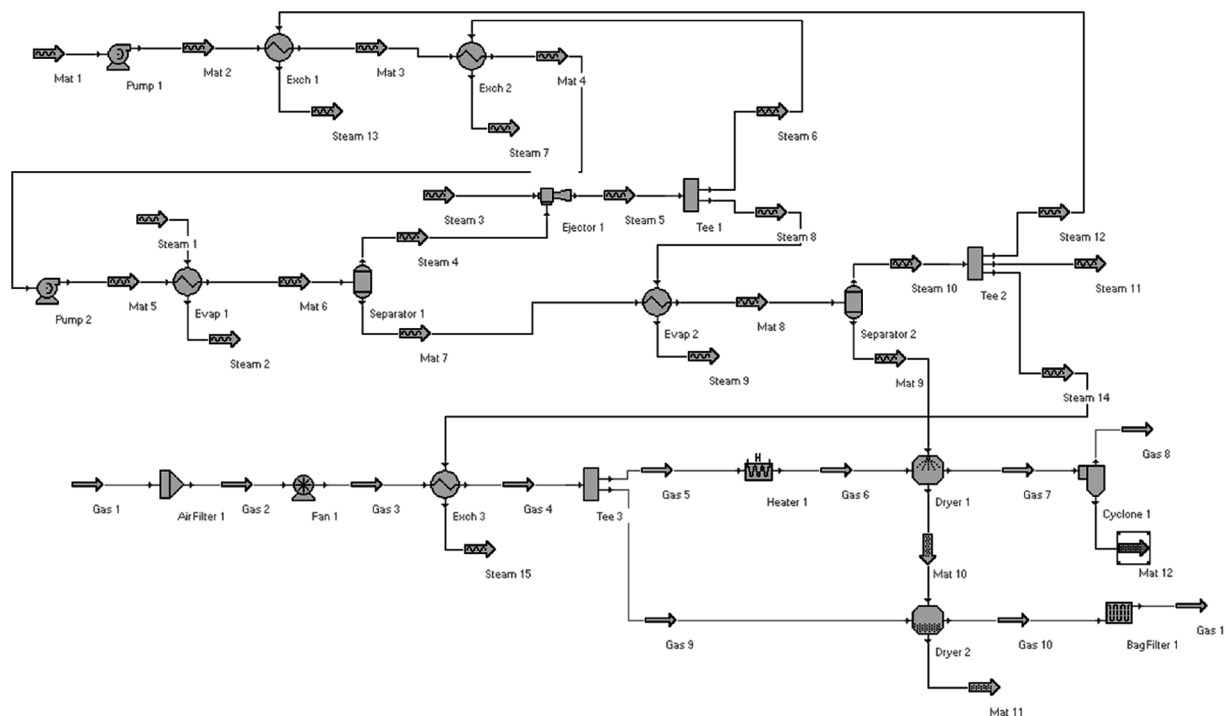 Mat 1
Pump 1
Mat 2
Exch 1
Mat 3
Exch 2
Mat 4
Steam 13
Steam 7
Steam 6
Steam 1
Steam 3
Ejector 1
Steam 5
Tee 1
Steam 8
Steam 12
Steam 4
Steam 10
Tee 2
Steam 11
Pump 2
Mat 5
Evap 1
Mat 6
Separator 1
Mat 7
Evap 2
Mat 8
Separator 2
Steam 2
Steam 9
Mat 9
Steam 14
Gas 1
AirFilter 1
Gas 2
Fan 1
Gas 3
Exch 3
Gas 4
Tee 3
Gas 5
H
Heater 1
Gas 6
Dryer 1
Gas 7
Cyclone 1
Gas 8
Steam 15
Mat 10
Mat 12
Gas 9
Dryer 2
Gas 10
BagFilter 1
Gas 1
Mat 11